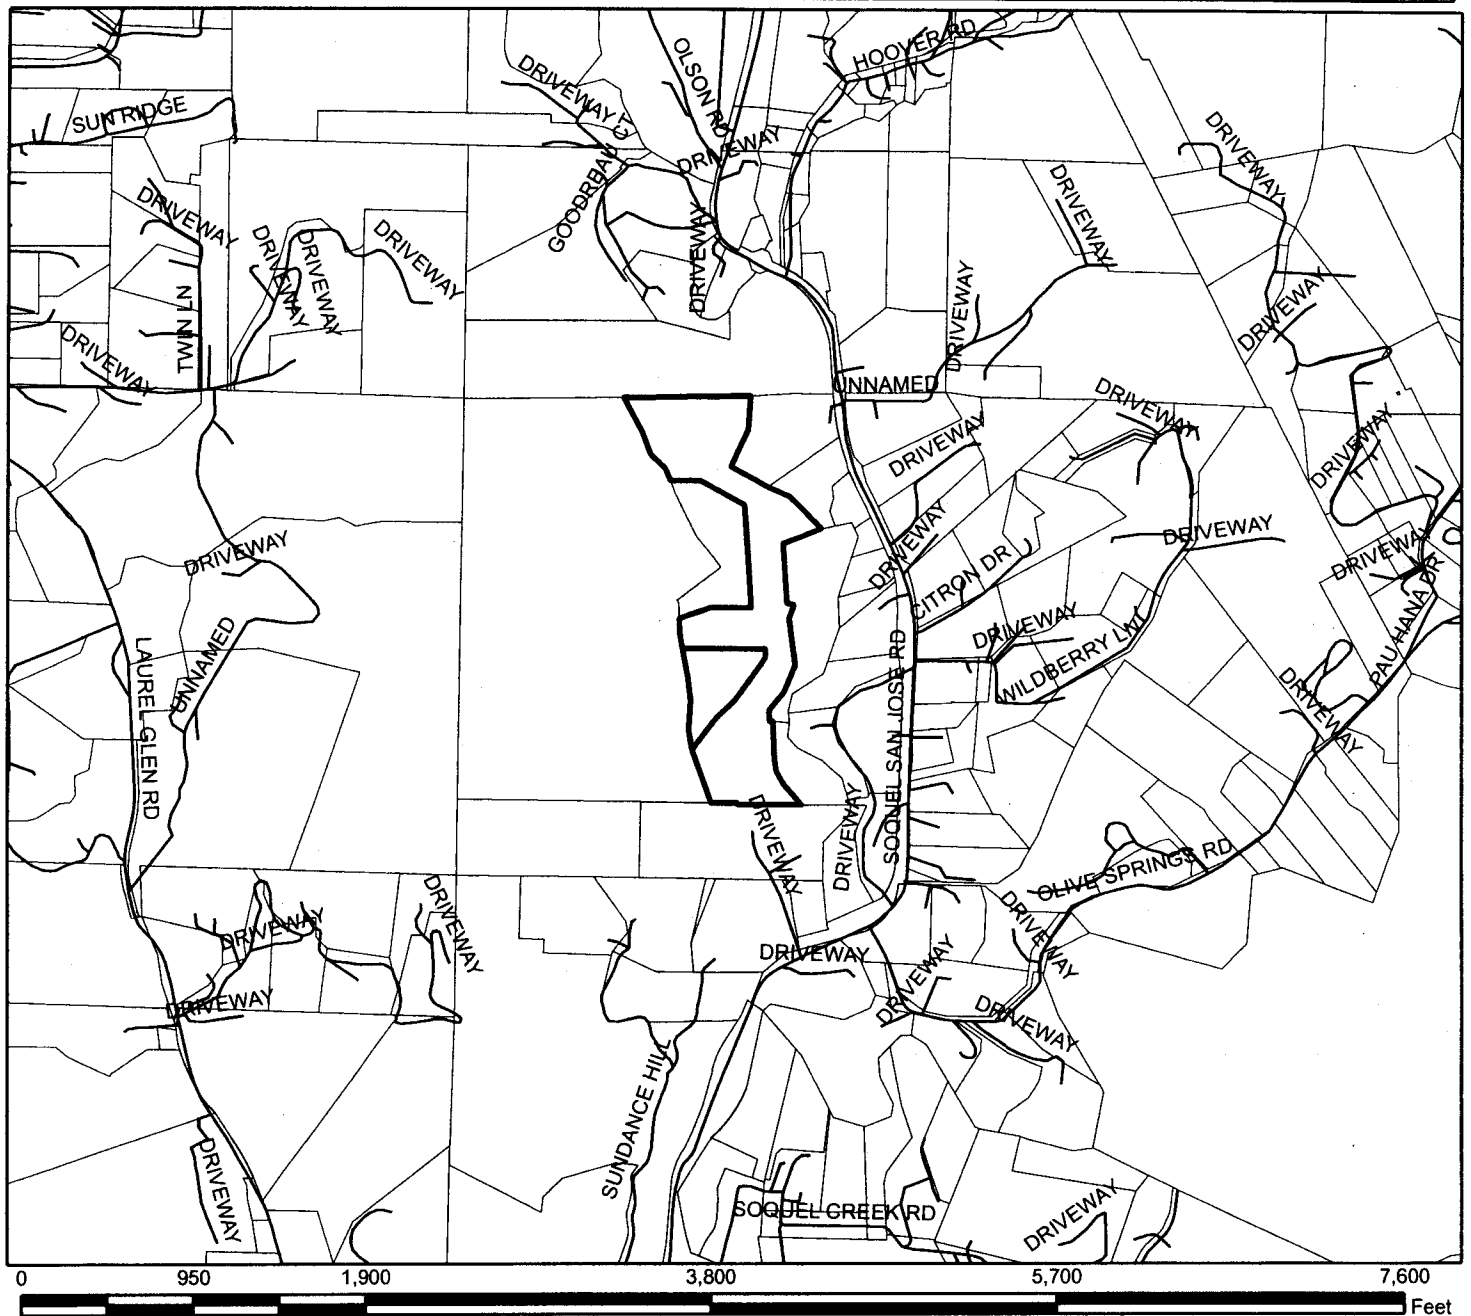 HOOVER RD
OLSON RD
DRIVEWAY
SUN RIDGE
DRIVEWAY
GOODREAU CT
DRIVEWAY
DRIVEWAY
DRIVEWAY
DRIVEWAY
DRIVEWAY
DRIVEWAY
DRIVEWAY
DRIVEWAY
DRIVEWAY
DRIVEWAY
TWIN LN
DRIVEWAY
UNNAMED
DRIVEWAY
DRIVEWAY
DRIVEWAY
DRIVEWAY
DRIVEWAY
DRIVEWAY
DRIVEWAY
DRIVEWAY
CITRON DR
DRIVEWAY
WILDBERRY LN
PAU HANA DR
UNNAMED
LAUREL GLEN RD
SOQUEL SAN JOSE RD
DRIVEWAY
DRIVEWAY
DRIVEWAY
OLIVE SPRINGS RD
DRIVEWAY
DRIVEWAY
DRIVEWAY
DRIVEWAY
DRIVEWAY
DRIVEWAY
DRIVEWAY
SUNDANCE HILL
DRIVEWAY
SOQUEL CREEK RD
DRIVEWAY
0 950 1,900 3,800 5,700 7,600
Feet